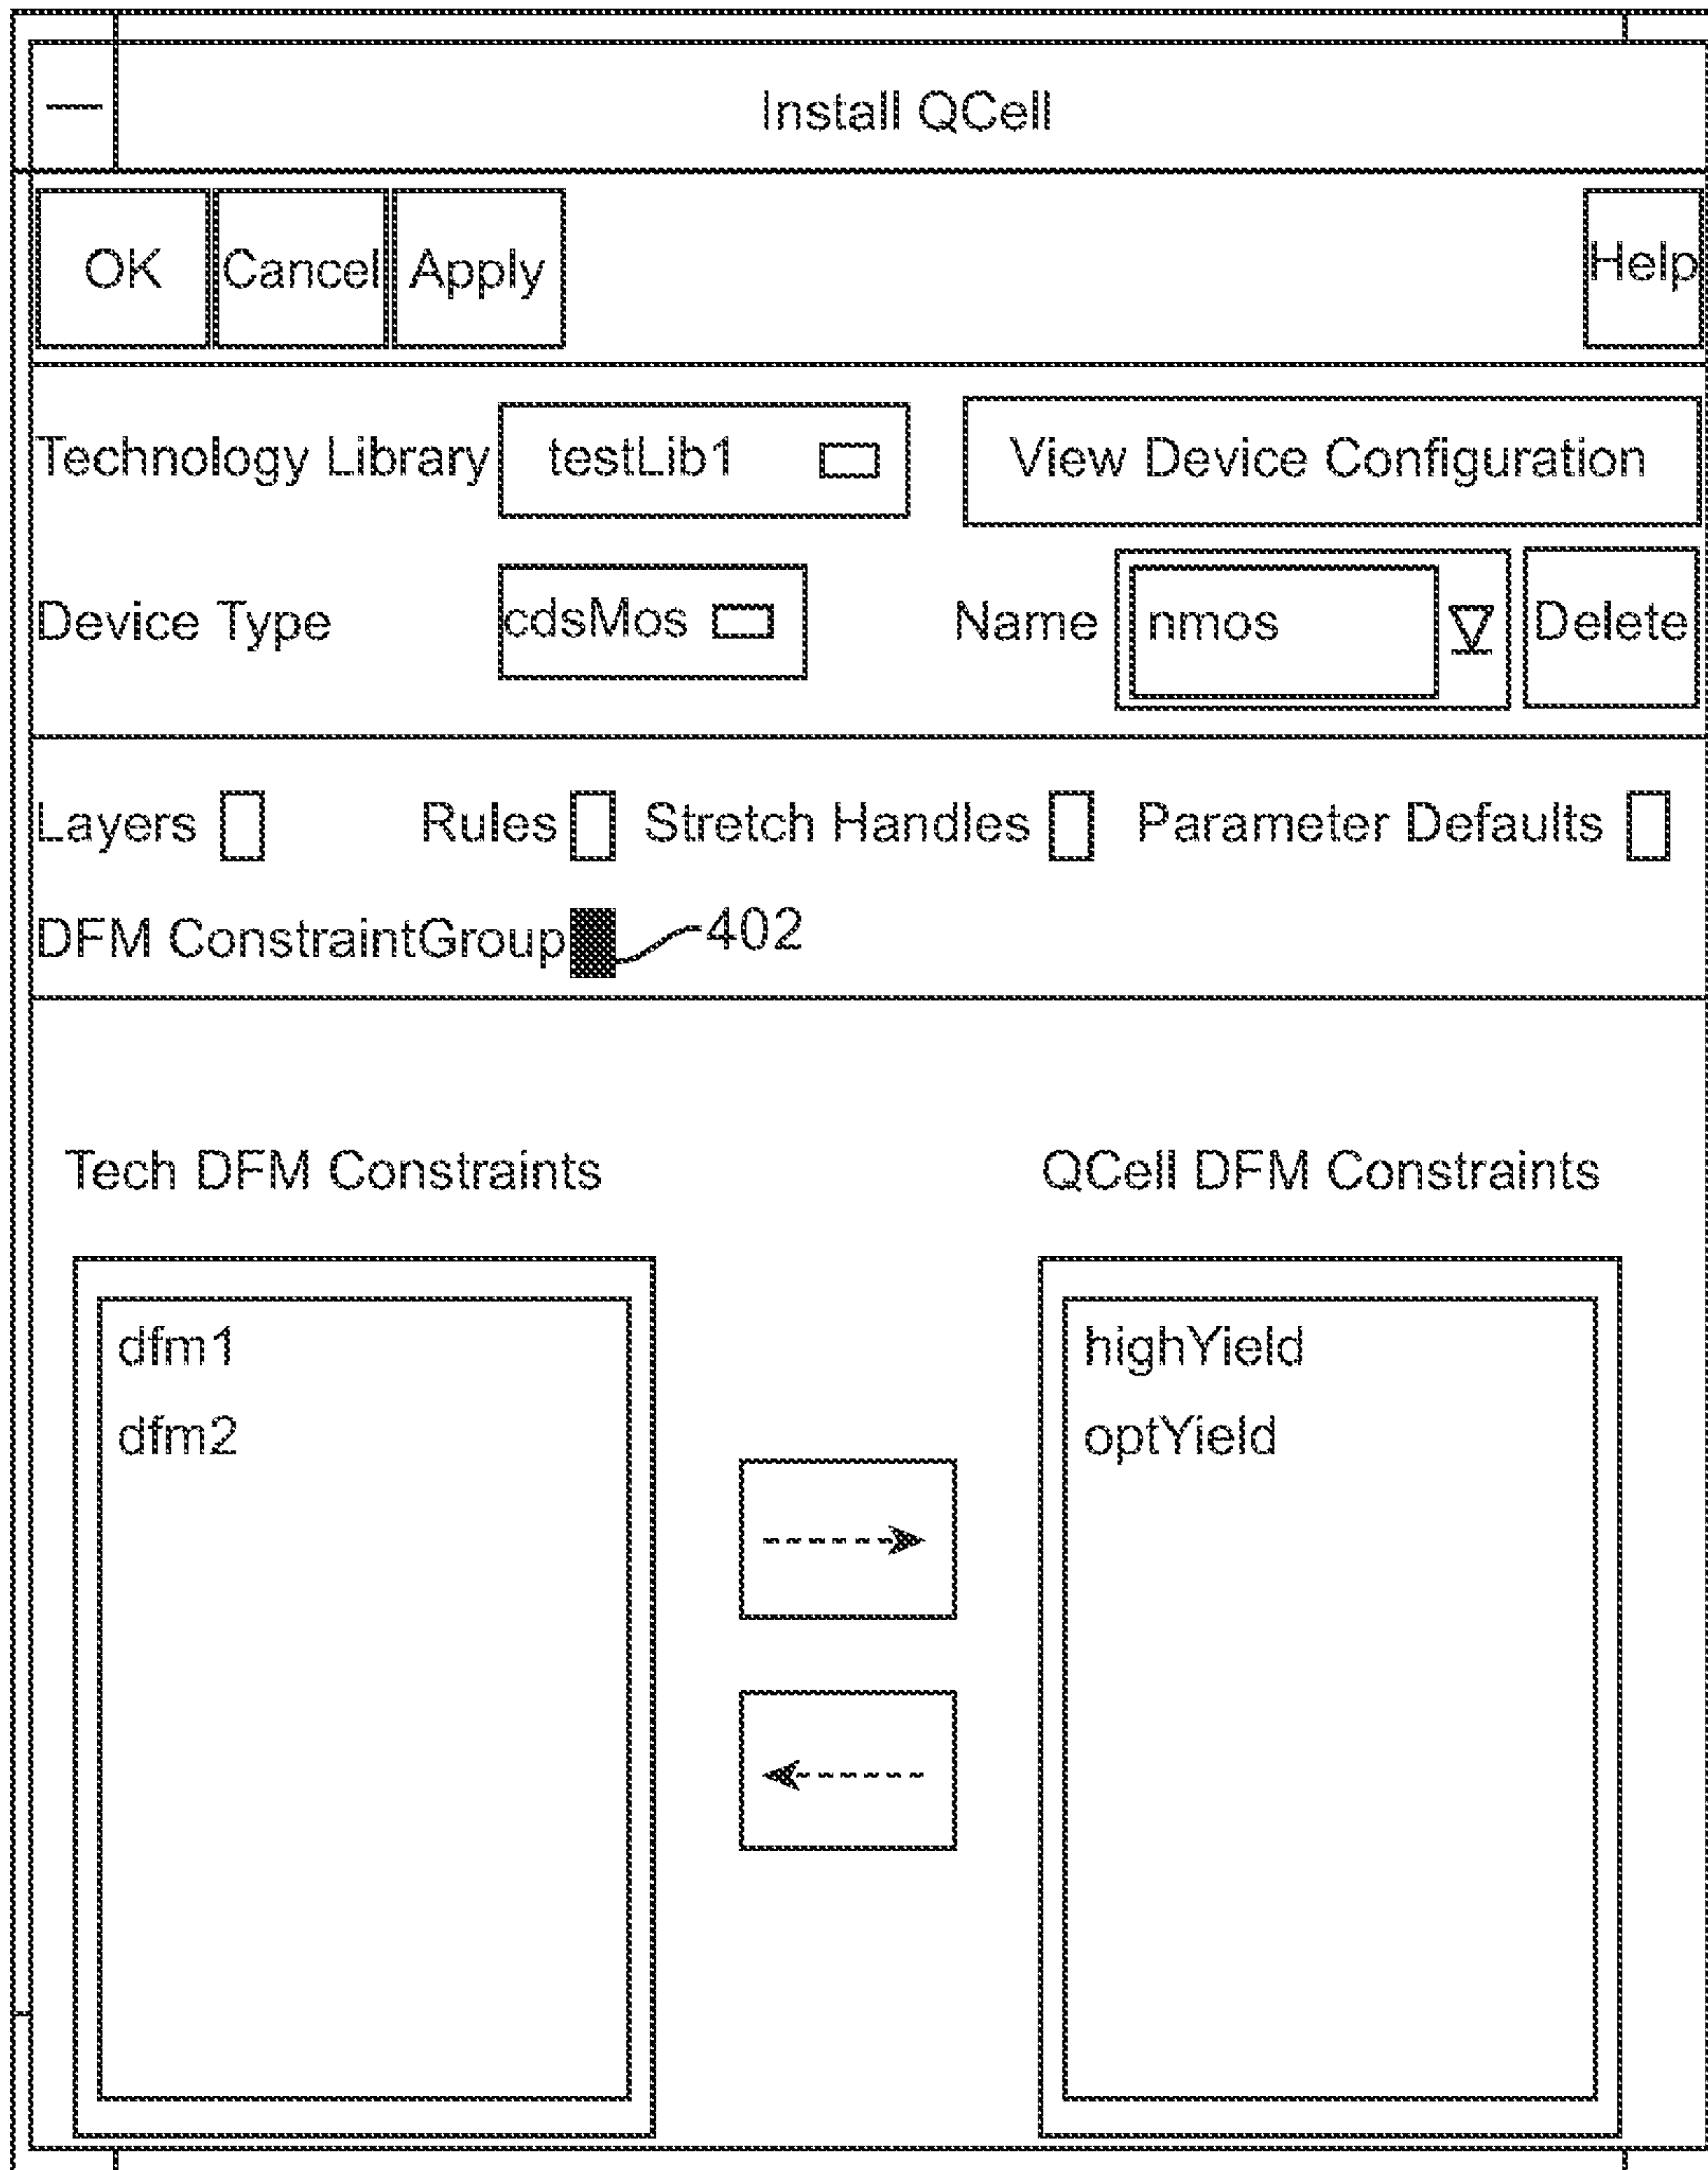 Install QCell
OK Cancel Apply Help
Technology Library testLib1 View Device Configuration
Device Type cdsMos Name nmos Delete
Layers Rules Stretch Handles Parameter Defaults
DFM ConstraintGroup 402
Tech DFM Constraints QCell DFM Constraints
dfm1 highYield
dfm2 optYield